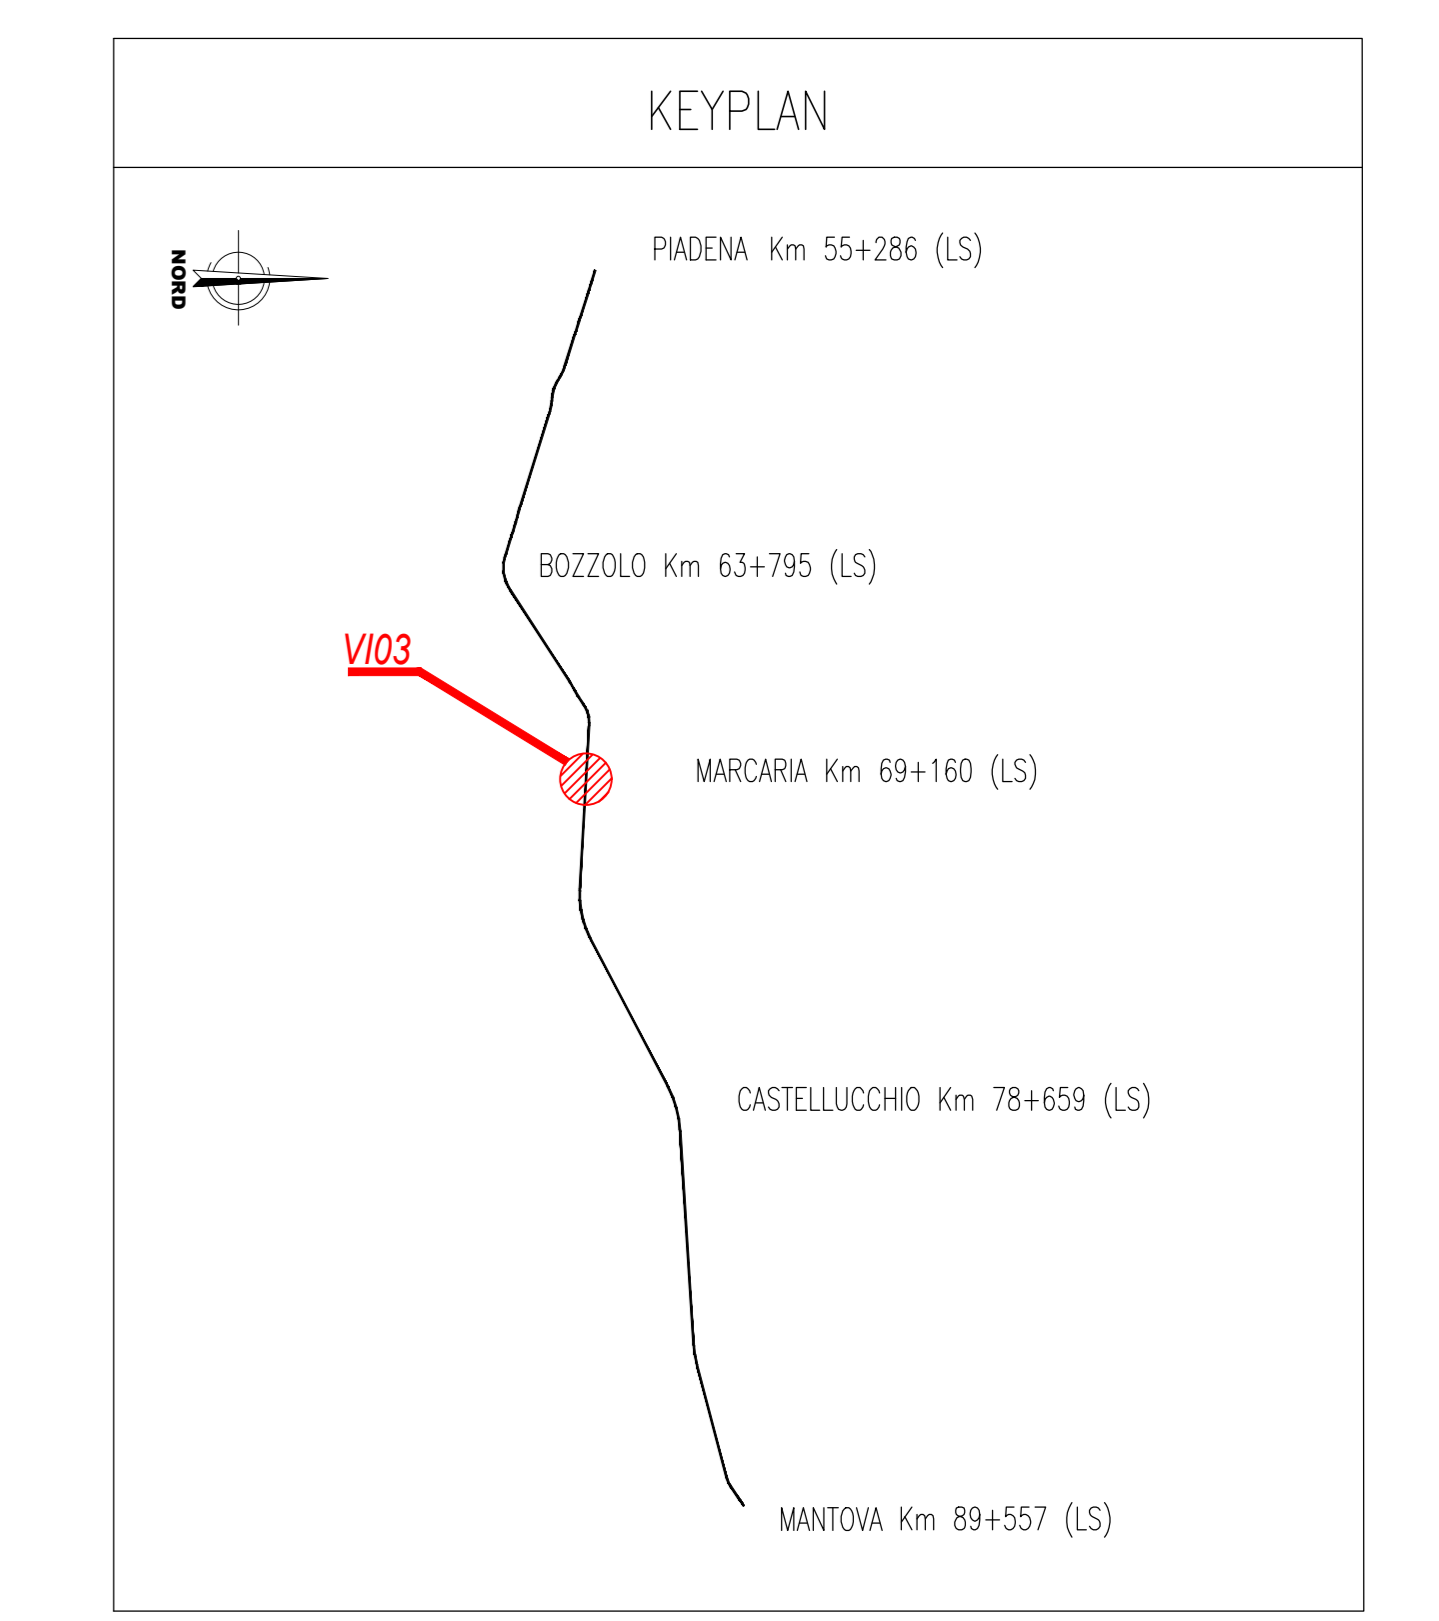 KEYPLAN
NORD
PIADENA Km 55+286 (LS)
BOZZOLO Km 63+795 (LS)
VI03
MARCARIA Km 69+160 (LS)
CASTELLUCCHIO Km 78+659 (LS)
MANTOVA Km 89+557 (LS)